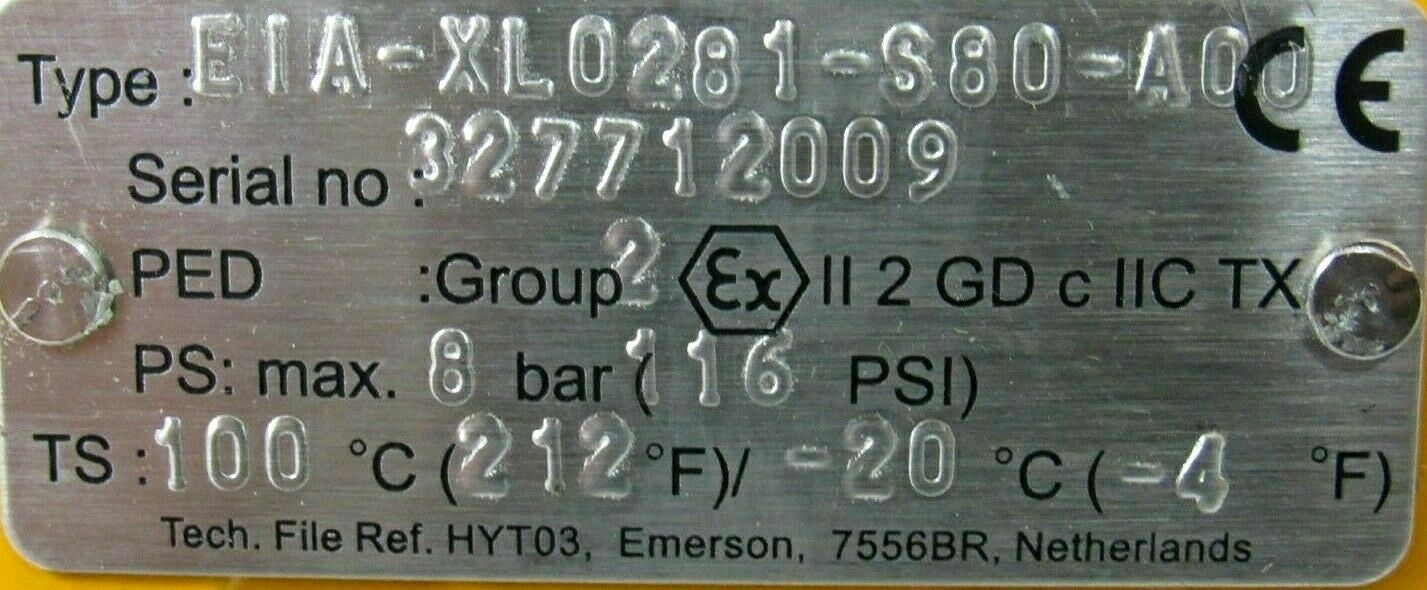 Type : EIA-XL0281-S80-A00 CE
Serial no : 327712009
PED :Group 2 Ex II 2 GD c IIC TX
PS: max. 8 bar (116 PSI)
TS : 100 °C (212 °F)/ -20 °C (-4 °F)
Tech. File Ref. HYT03, Emerson, 7556BR, Netherlands